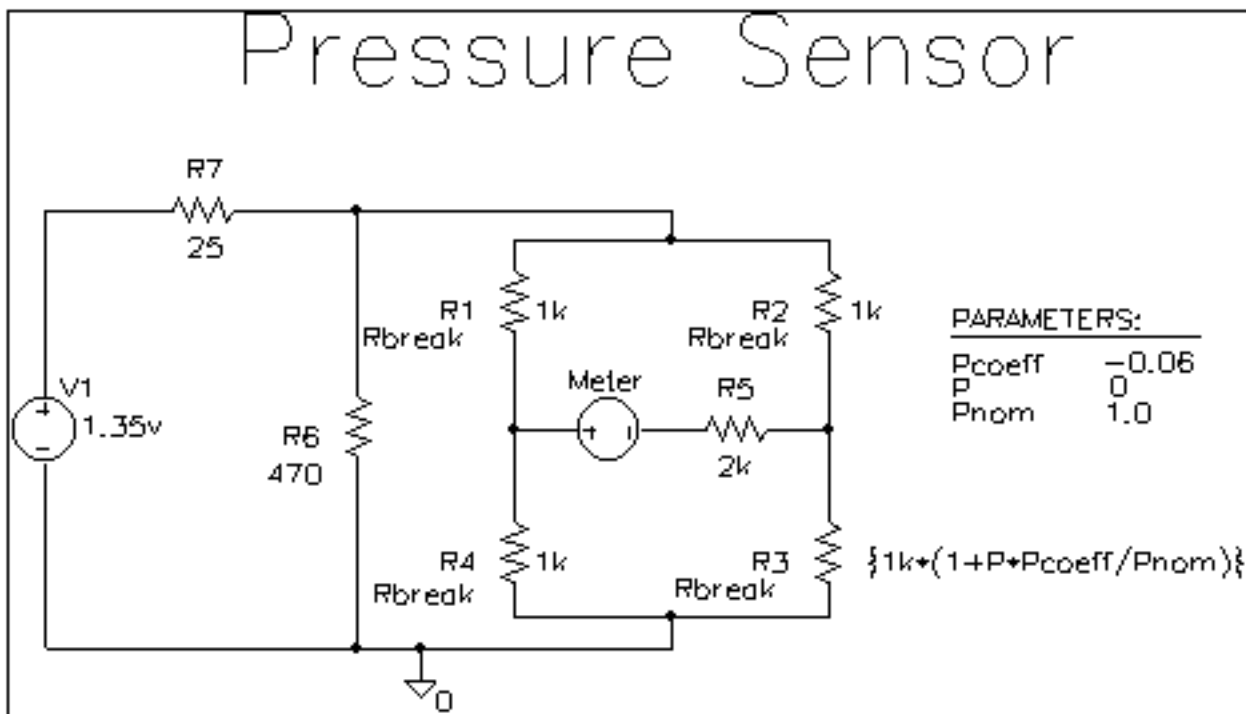 Pressure Sensor
R7
25
R1
1k
Rbreak
R2
1k
Rbreak
PARAMETERS:
Pcoeff -0.06
P 0
Pnom 1.0
V1
1.35v
+
-
R6
470
Meter
+
-
R5
2k
R4
1k
Rbreak
R3
Rbreak
{1k*(1+P*Pcoeff/Pnom)}
0